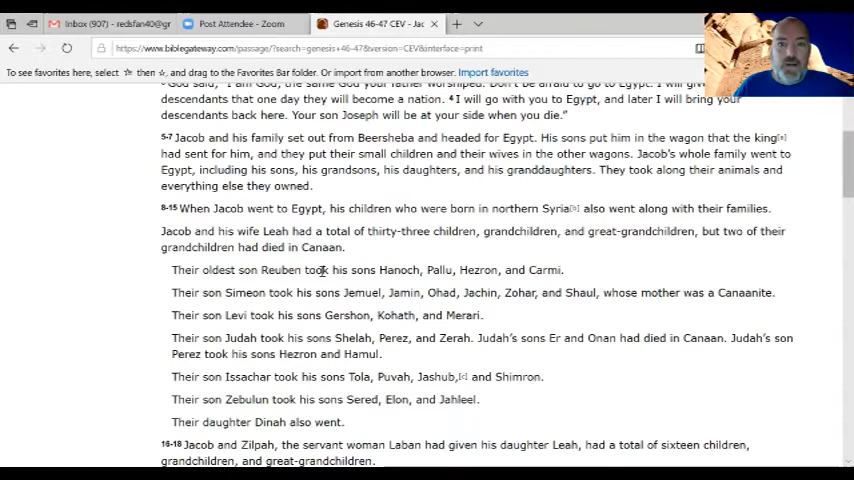 Inbox (907) - redsfan40@gr
Post Attendee - Zoom
Genesis 46-47 CEV - Jac
https://www.biblegateway.com/passage/?search=genesis+46-47&version=CEV&interface=print
To see favorites here, select then , and drag to the Favorites Bar folder. Or import from another browser. Import favorites
God said, "I am God, the same God your father worshiped. Don't be afraid to go to Egypt. I will give you
descendants that one day they will become a nation. 4 I will go with you to Egypt, and later I will bring your
descendants back here. Your son Joseph will be at your side when you die."
5-7 Jacob and his family set out from Beersheba and headed for Egypt. His sons put him in the wagon that the king[a]
had sent for him, and they put their small children and their wives in the other wagons. Jacob's whole family went to
Egypt, including his sons, his grandsons, his daughters, and his granddaughters. They took along their animals and
everything else they owned.
8-15 When Jacob went to Egypt, his children who were born in northern Syria[b] also went along with their families.
Jacob and his wife Leah had a total of thirty-three children, grandchildren, and great-grandchildren, but two of their
grandchildren had died in Canaan.
Their oldest son Reuben took his sons Hanoch, Pallu, Hezron, and Carmi.
Their son Simeon took his sons Jemuel, Jamin, Ohad, Jachin, Zohar, and Shaul, whose mother was a Canaanite.
Their son Levi took his sons Gershon, Kohath, and Merari.
Their son Judah took his sons Shelah, Perez, and Zerah. Judah's sons Er and Onan had died in Canaan. Judah's son
Perez took his sons Hezron and Hamul.
Their son Issachar took his sons Tola, Puvah, Jashub,[c] and Shimron.
Their son Zebulun took his sons Sered, Elon, and Jahleel.
Their daughter Dinah also went.
16-18 Jacob and Zilpah, the servant woman Laban had given his daughter Leah, had a total of sixteen children,
grandchildren, and great-grandchildren.